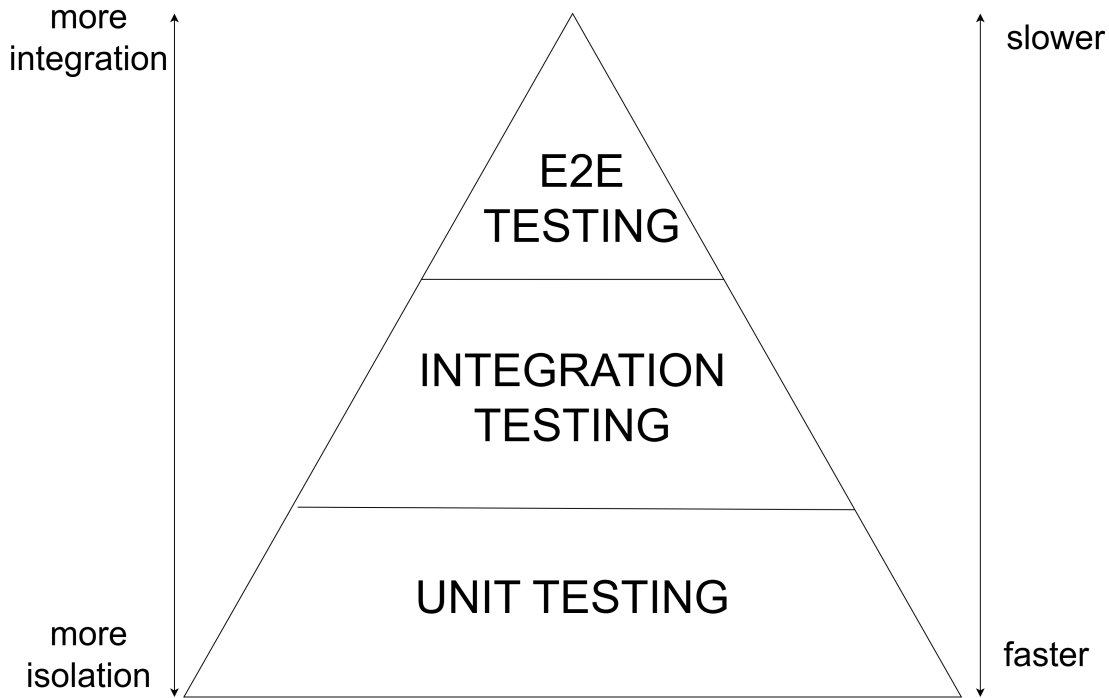 more
integration
slower
E2E
TESTING
INTEGRATION
TESTING
UNIT TESTING
more
isolation
faster